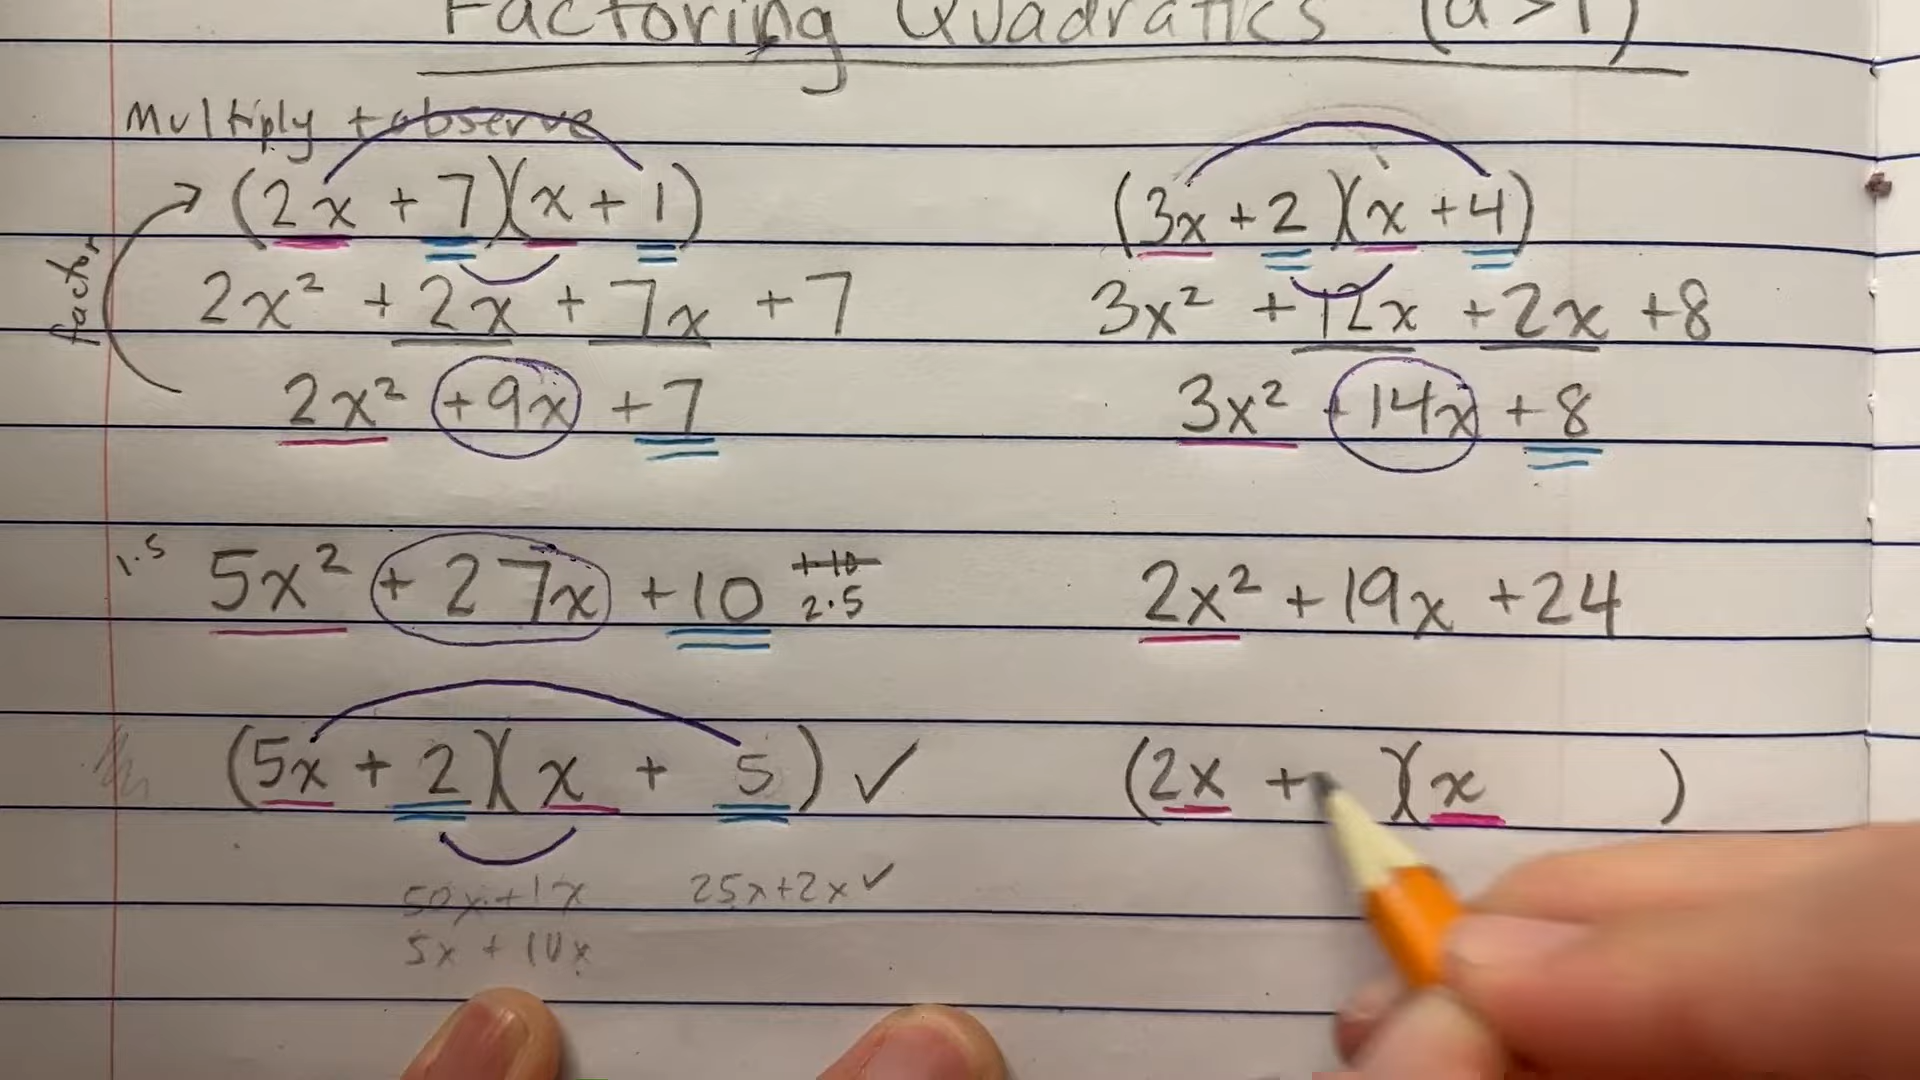 Factoring Quadratics (a>1)
Multiply + observe
factor
(2x + 7)(x + 1)
2x² + 2x + 7x + 7
2x² +9x +7
(3x +2)(x +4)
3x² +12x +2x +8
3x² +14x +8
1·5
5x² + 27x +10
+10
2·5
(5x + 2)(x + 5) ✓
50x+1x
5x + 10x
25x+2x ✓
2x² +19x +24
(2x + )(x )